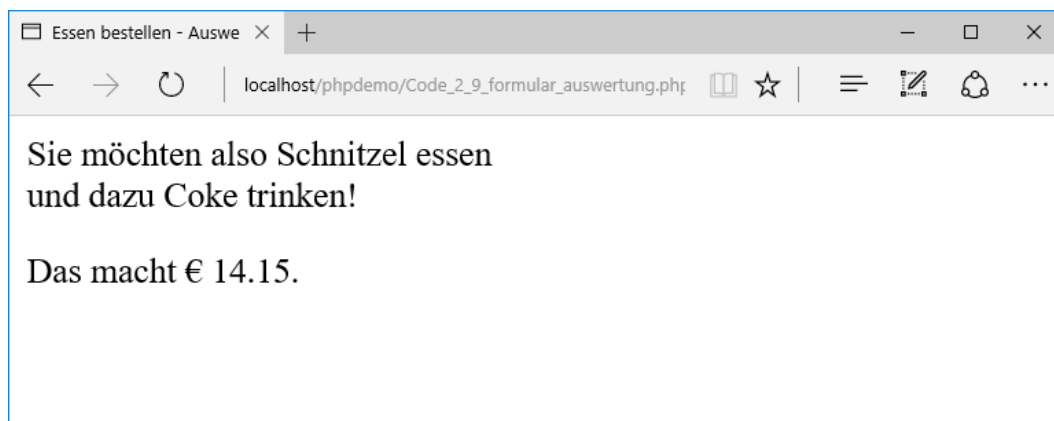 Essen bestellen - Auswe
localhost/phpdemo/Code_2_9_formular_auswertung.php
Sie möchten also Schnitzel essen
und dazu Coke trinken!
Das macht € 14.15.